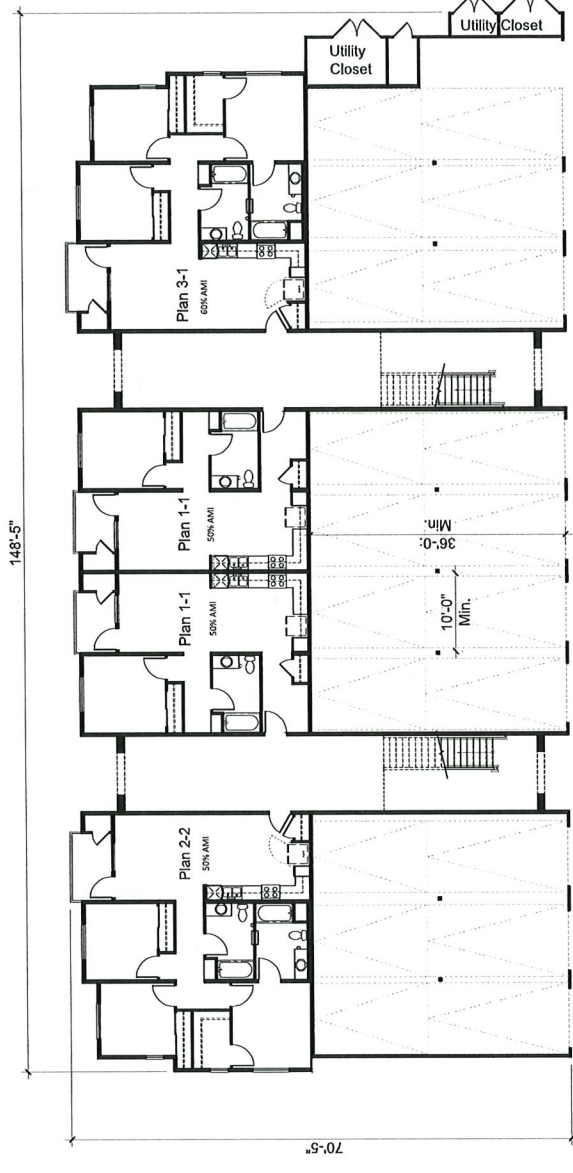 148'-5"
Utility
Closet
Utility Closet
Plan 3-1
60% AMI
Plan 1-1
50% AMI
36'-0:
Min.
Plan 1-1
50% AMI
10'-0"
Min.
Plan 2-2
50% AMI
70'-5"